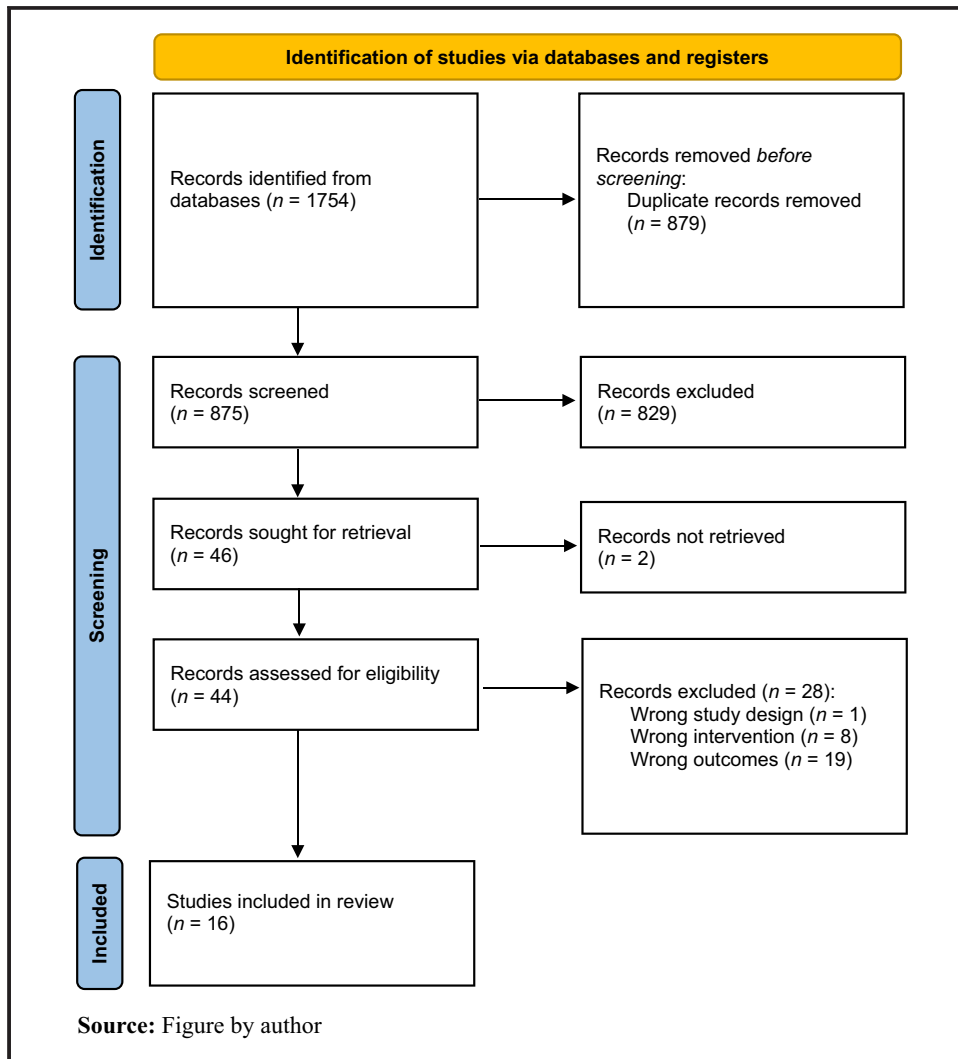 Identification of studies via databases and registers
Identification
Records identified from
databases (n = 1754)
Records removed before
screening:
Duplicate records removed
(n = 879)
Screening
Records screened
(n = 875)
Records excluded
(n = 829)
Records sought for retrieval
(n = 46)
Records not retrieved
(n = 2)
Records assessed for eligibility
(n = 44)
Records excluded (n = 28):
Wrong study design (n = 1)
Wrong intervention (n = 8)
Wrong outcomes (n = 19)
Included
Studies included in review
(n = 16)
Source: Figure by author